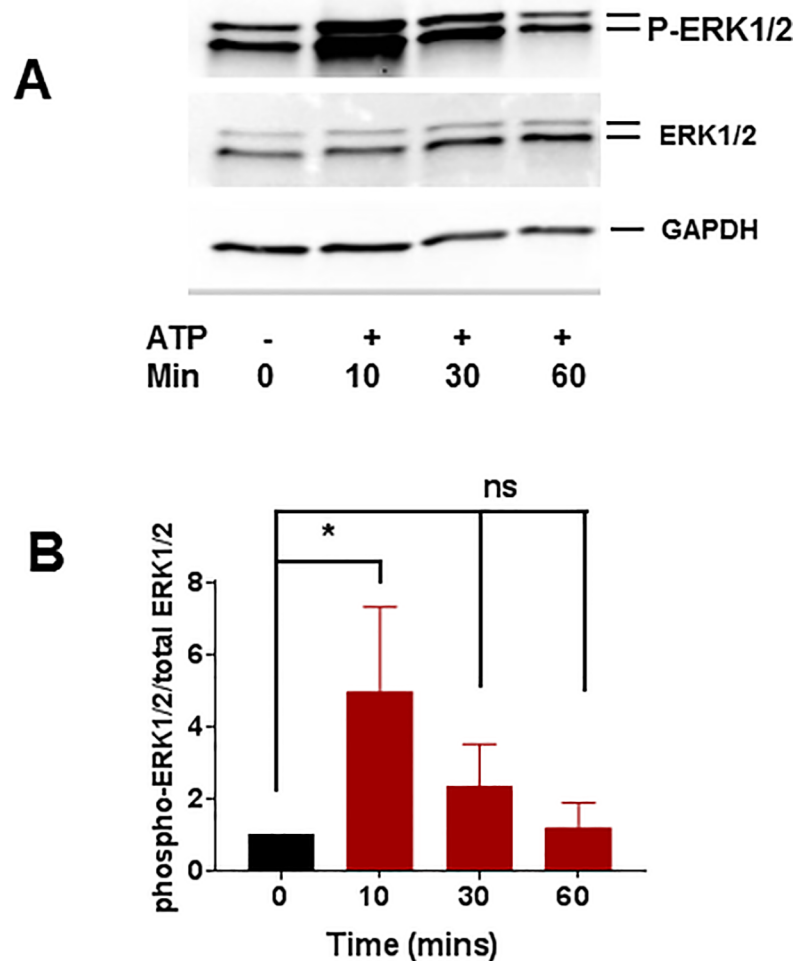 A
P-ERK1/2
ERK1/2
GAPDH
ATP - + + +
Min 0 10 30 60
B
ns
*
phospho-ERK1/2/total ERK1/2
8
6
4
2
0
0 10 30 60
Time (mins)